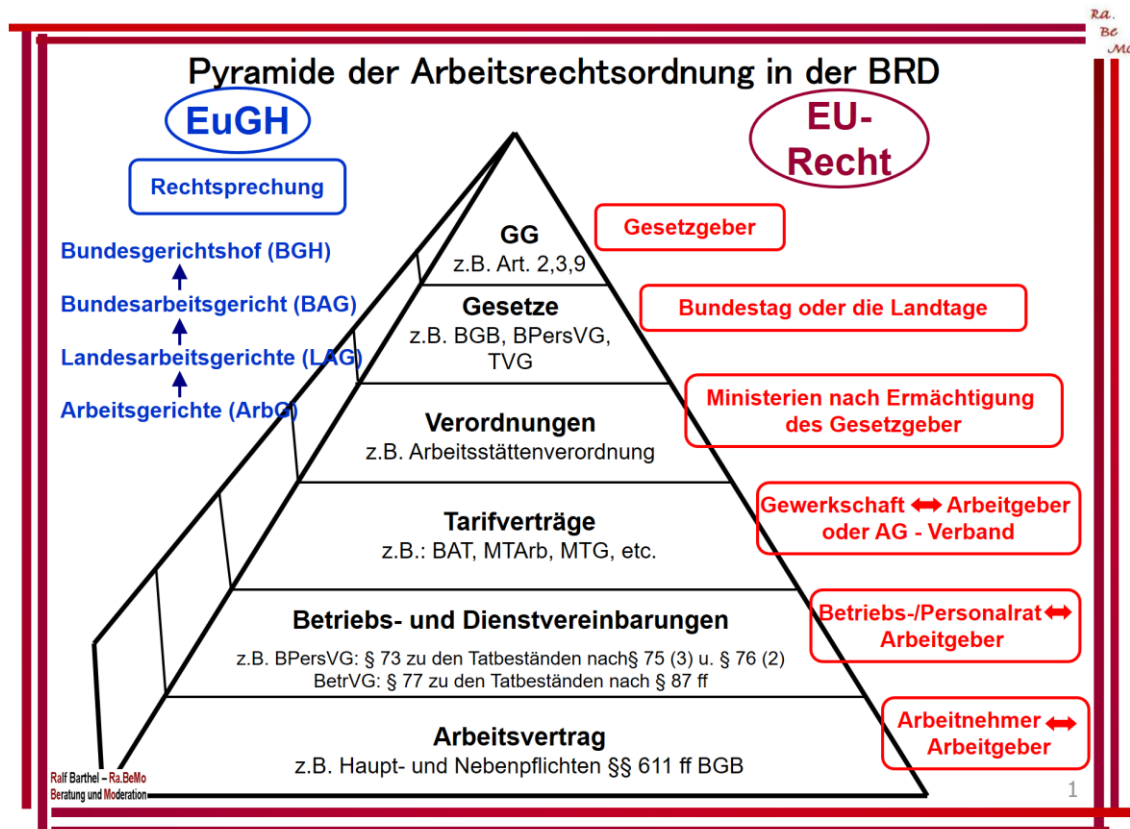 Ra.
Be
Mo
Pyramide der Arbeitsrechtsordnung in der BRD
EuGH
EU-
Recht
Rechtsprechung
Bundesgerichtshof (BGH)
Bundesarbeitsgericht (BAG)
Landesarbeitsgerichte (LAG)
Arbeitsgerichte (ArbG)
GG
z.B. Art. 2,3,9
Gesetzgeber
Gesetze
z.B. BGB, BPersVG,
TVG
Bundestag oder die Landtage
Verordnungen
z.B. Arbeitsstättenverordnung
Ministerien nach Ermächtigung
des Gesetzgeber
Tarifverträge
z.B.: BAT, MTArb, MTG, etc.
Gewerkschaft ⬌ Arbeitgeber
oder AG - Verband
Betriebs- und Dienstvereinbarungen
z.B. BPersVG: § 73 zu den Tatbeständen nach§ 75 (3) u. § 76 (2)
BetrVG: § 77 zu den Tatbeständen nach § 87 ff
Betriebs-/Personalrat ⬌
Arbeitgeber
Arbeitsvertrag
z.B. Haupt- und Nebenpflichten §§ 611 ff BGB
Arbeitnehmer ⬌
Arbeitgeber
Ralf Barthel – Ra.BeMo
Beratung und Moderation
1